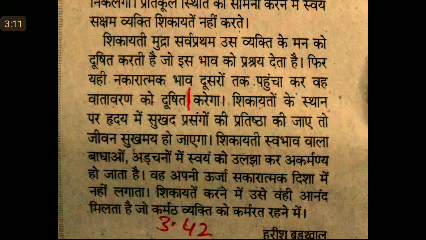 3:11
निकलेगा। प्रतिकूल स्थिति का सामना करने में स्वयं
सक्षम व्यक्ति शिकायतें नहीं करते।
शिकायती मुद्रा सर्वप्रथम उस व्यक्ति के मन को
दूषित करती है जो इस भाव को प्रश्रय देता है। फिर
यही नकारात्मक भाव दूसरों तक पहुंचा कर वह
वातावरण को दूषित करेगा। शिकायतों के स्थान
पर हृदय में सुखद प्रसंगों की प्रतिष्ठा की जाए तो
जीवन सुखमय हो जाएगा। शिकायती स्वभाव वाला
बाधाओं, अड़चनों में स्वयं को उलझा कर अकर्मण्य
हो जाता है। वह अपनी ऊर्जा सकारात्मक दिशा में
नहीं लगाता। शिकायतें करने में उसे वही आनंद
मिलता है जो कर्मठ व्यक्ति को कर्मरत रहने में।
3.42
हरीश बड़थ्वाल